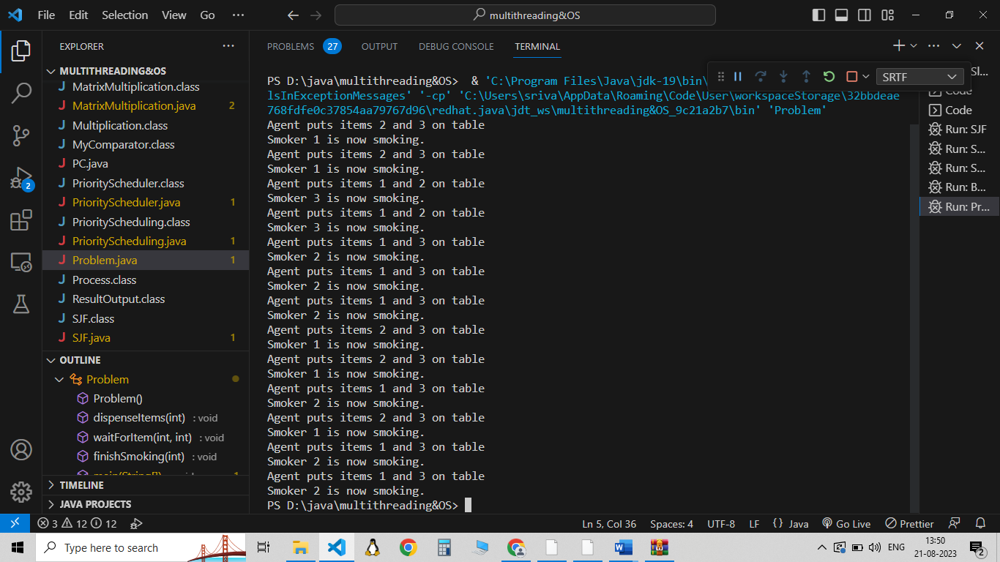 File Edit Selection View Go ···
multithreading&OS
EXPLORER ···
MULTITHREADING&OS
MatrixMultiplication.class
MatrixMultiplication.java 2
Multiplication.class
MyComparator.class
PC.java
PriorityScheduler.class
PriorityScheduler.java 1
PriorityScheduling.class
PriorityScheduling.java 1
Problem.java 1
Process.class
ResultOutput.class
SJF.class
SJF.java 1
OUTLINE
Problem
Problem()
dispenseItems(int) : void
waitForItem(int, int) : void
finishSmoking(int) : void
main(String[]) : void 1
TIMELINE
JAVA PROJECTS
2
PROBLEMS 27 OUTPUT DEBUG CONSOLE TERMINAL
SRTF
PS D:\java\multithreading&OS>  & 'C:\Program Files\Java\jdk-19\bin\
lsInExceptionMessages' '-cp' 'C:\Users\sriva\AppData\Roaming\Code\User\workspaceStorage\32bbdeae
768fdfe0c37854aa79767d96\redhat.java\jdt_ws\multithreading&OS_9c21a2b7\bin' 'Problem'
Agent puts items 2 and 3 on table
Smoker 1 is now smoking.
Agent puts items 2 and 3 on table
Smoker 1 is now smoking.
Agent puts items 1 and 2 on table
Smoker 3 is now smoking.
Agent puts items 1 and 2 on table
Smoker 3 is now smoking.
Agent puts items 1 and 3 on table
Smoker 2 is now smoking.
Agent puts items 1 and 3 on table
Smoker 2 is now smoking.
Agent puts items 1 and 3 on table
Smoker 2 is now smoking.
Agent puts items 2 and 3 on table
Smoker 1 is now smoking.
Agent puts items 2 and 3 on table
Smoker 1 is now smoking.
Agent puts items 1 and 3 on table
Smoker 2 is now smoking.
Agent puts items 2 and 3 on table
Smoker 1 is now smoking.
Agent puts items 1 and 3 on table
Smoker 2 is now smoking.
Agent puts items 1 and 3 on table
Smoker 2 is now smoking.
PS D:\java\multithreading&OS>
Sl...
Code
Code
Run: SJF
Run: S...
Run: S...
Run: B...
Run: Pr...
3 12 12
Ln 5, Col 36 Spaces: 4 UTF-8 LF {} Java Go Live Prettier
Type here to search
ENG
13:50
21-08-2023
2